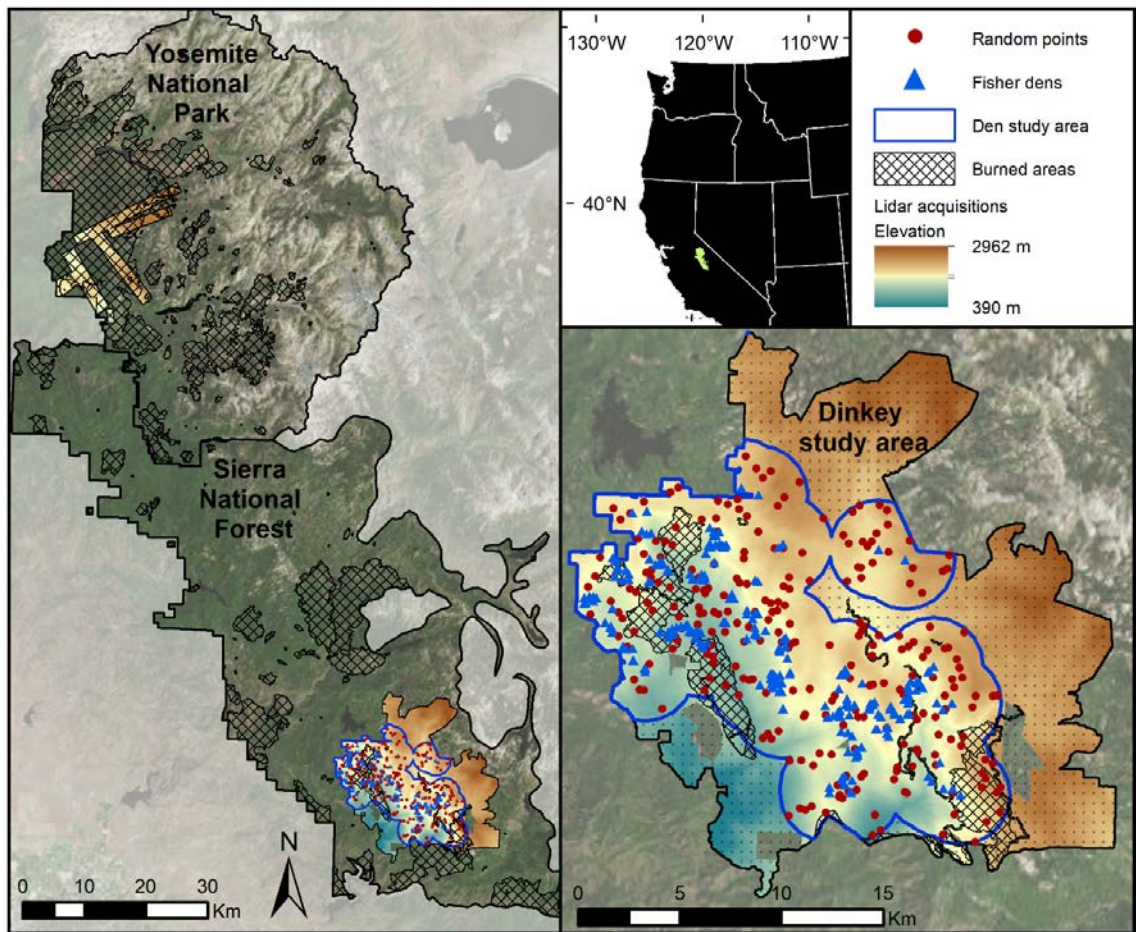 Yosemite
National
Park
Sierra
National
Forest
N
0 10 20 30
Km
130°W 120°W 110°W
40°N
Random points
Fisher dens
Den study area
Burned areas
Lidar acquisitions
Elevation
2962 m
390 m
Dinkey
study area
0 5 10 15
Km